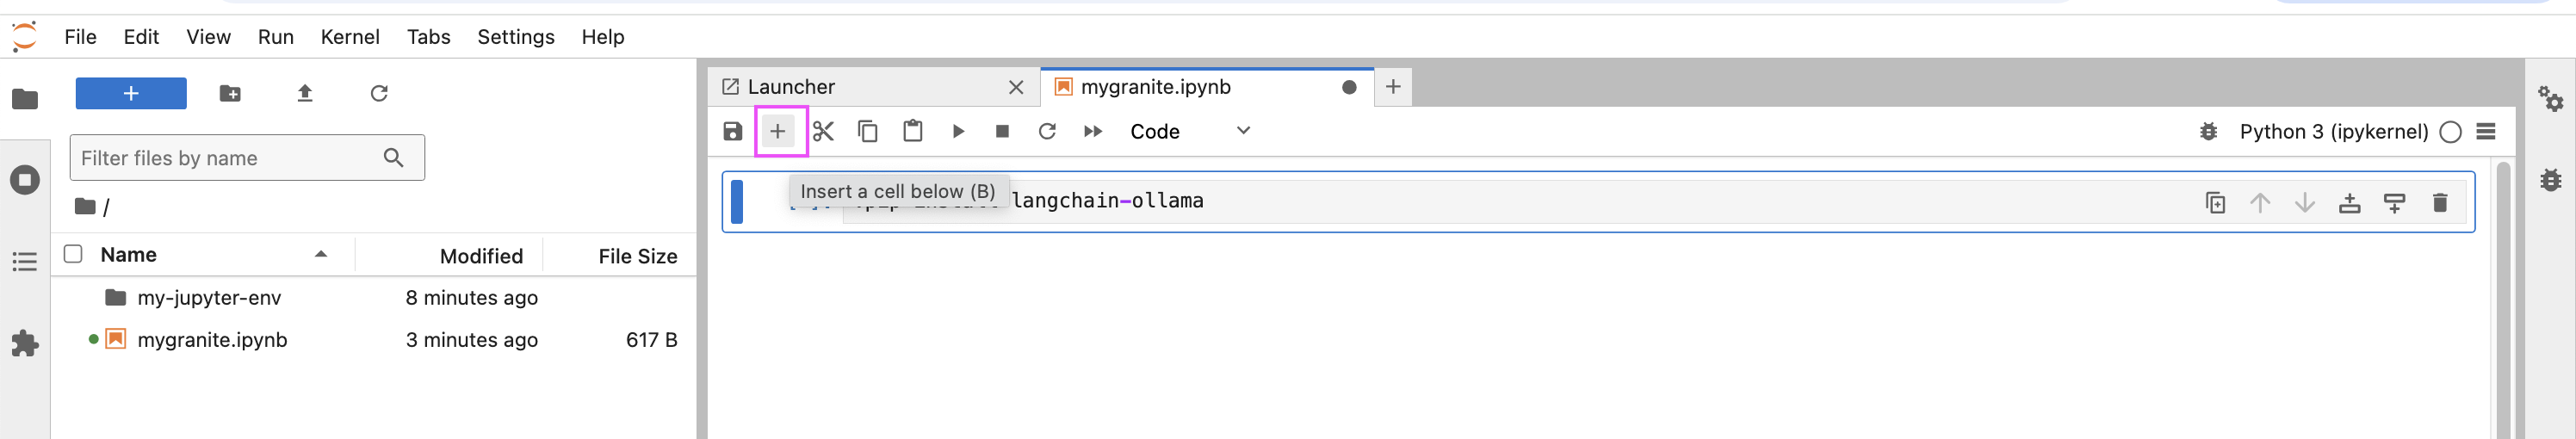 File Edit View Run Kernel Tabs Settings Help
Launcher
mygranite.ipynb
Code
Python 3 (ipykernel)
Filter files by name
/
Name Modified File Size
my-jupyter-env 8 minutes ago
mygranite.ipynb 3 minutes ago 617 B
Insert a cell below (B)
langchain-ollama